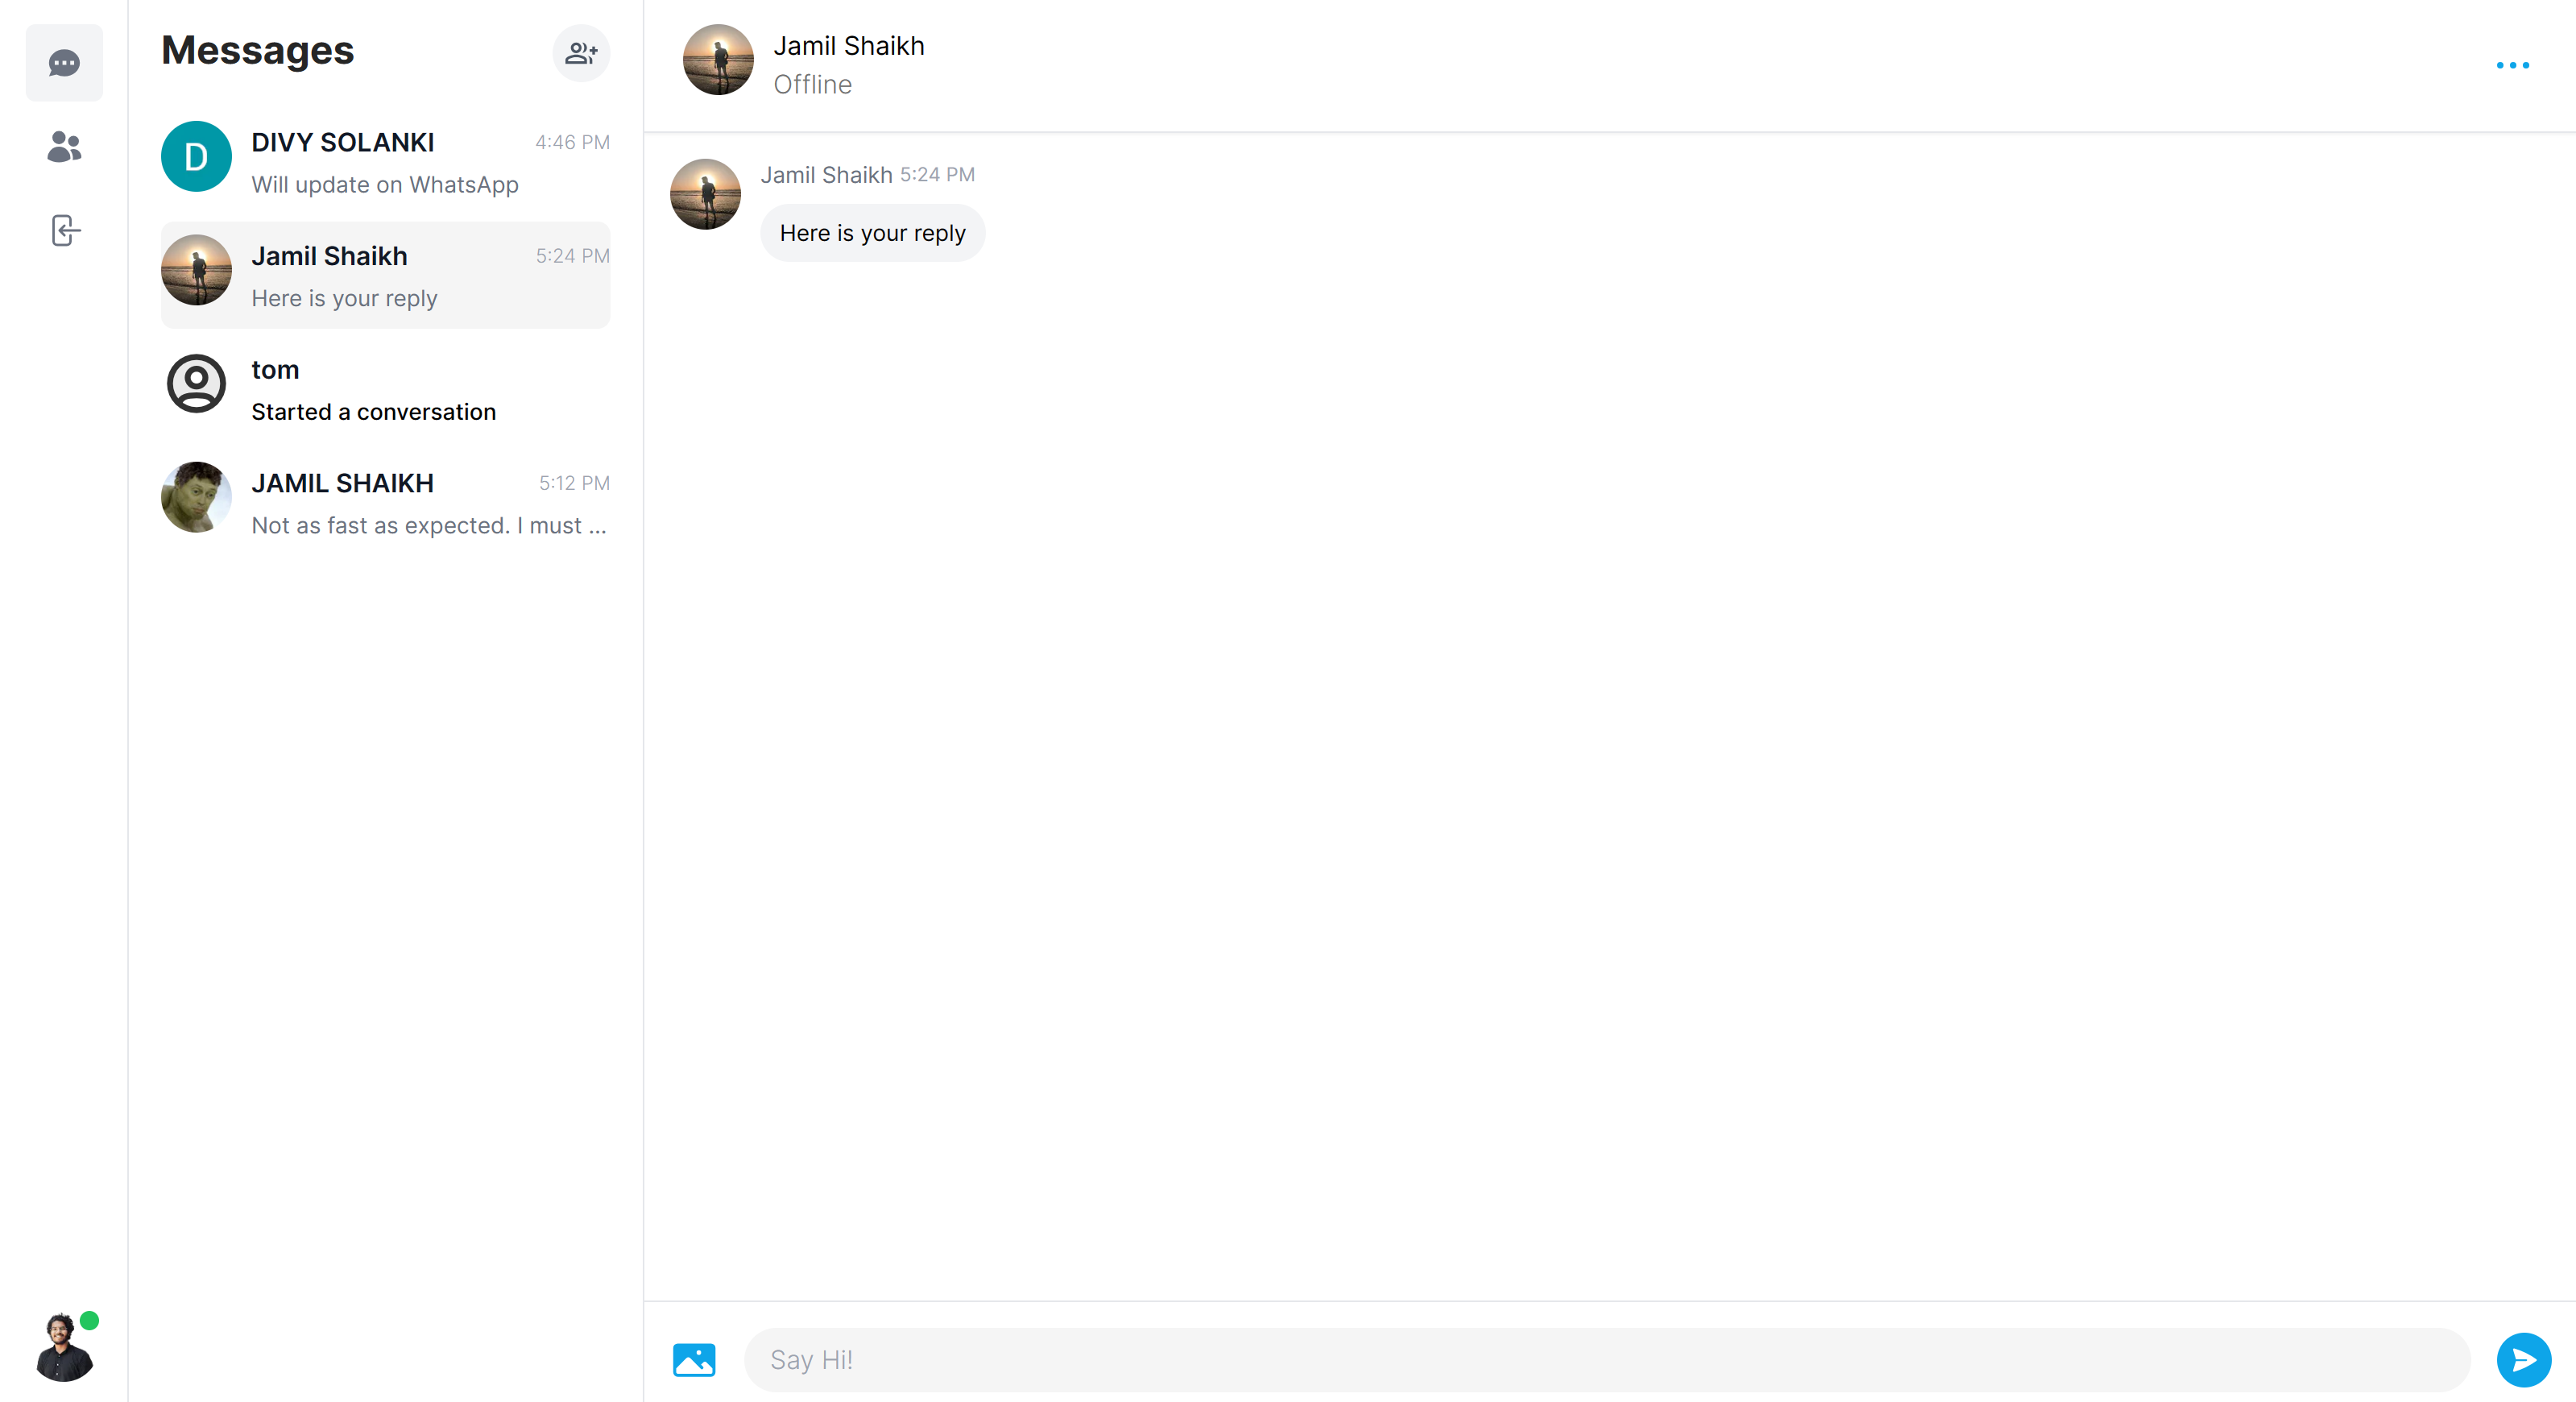 Messages
D
DIVY SOLANKI 4:46 PM
Will update on WhatsApp
Jamil Shaikh 5:24 PM
Here is your reply
tom
Started a conversation
JAMIL SHAIKH 5:12 PM
Not as fast as expected. I must ...
Jamil Shaikh
Offline
Jamil Shaikh 5:24 PM
Here is your reply
Say Hi!